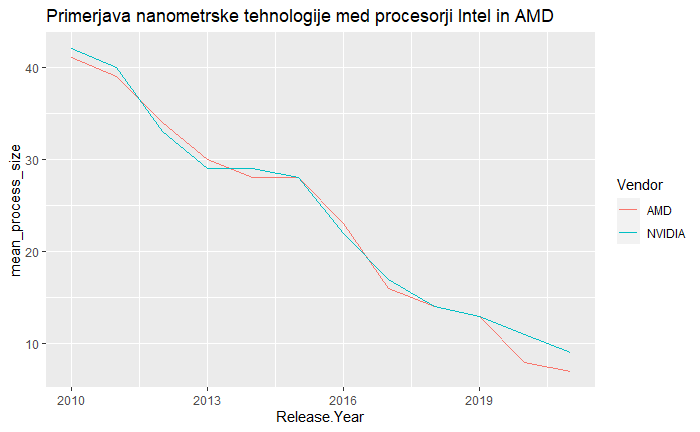 Primerjava nanometrske tehnologije med procesorji Intel in AMD
mean_process_size
40
30
20
10
2010
2013
2016
2019
Release.Year
Vendor
AMD
NVIDIA